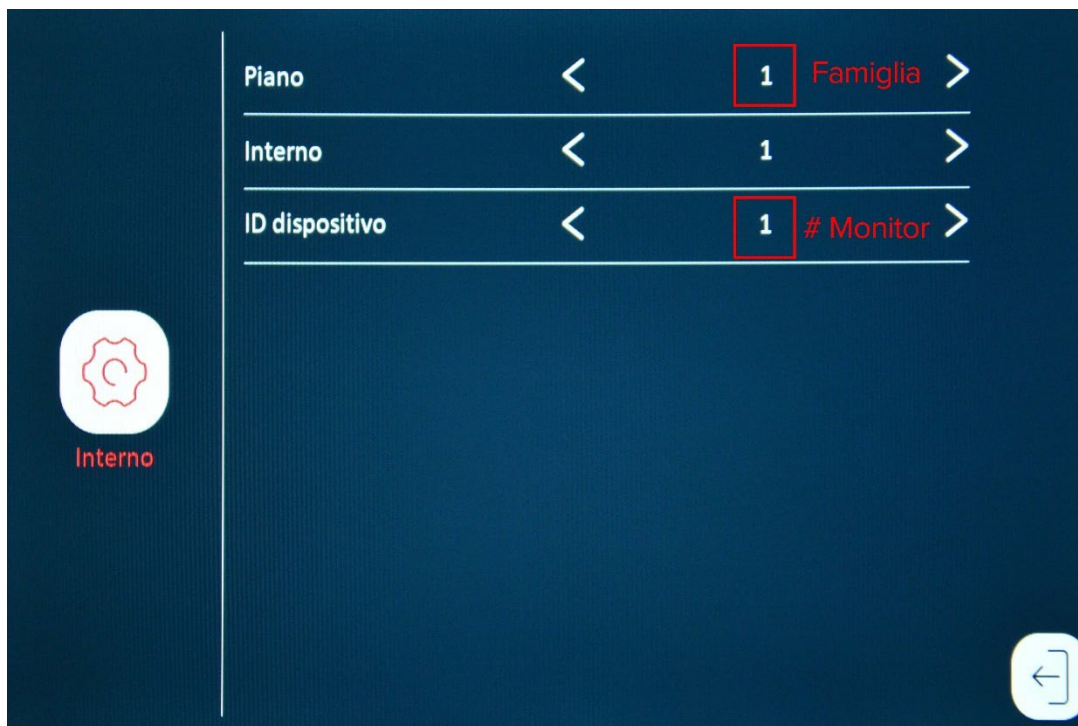 Piano < 1 Famiglia >
Interno < 1 >
ID dispositivo < 1 # Monitor >
Interno